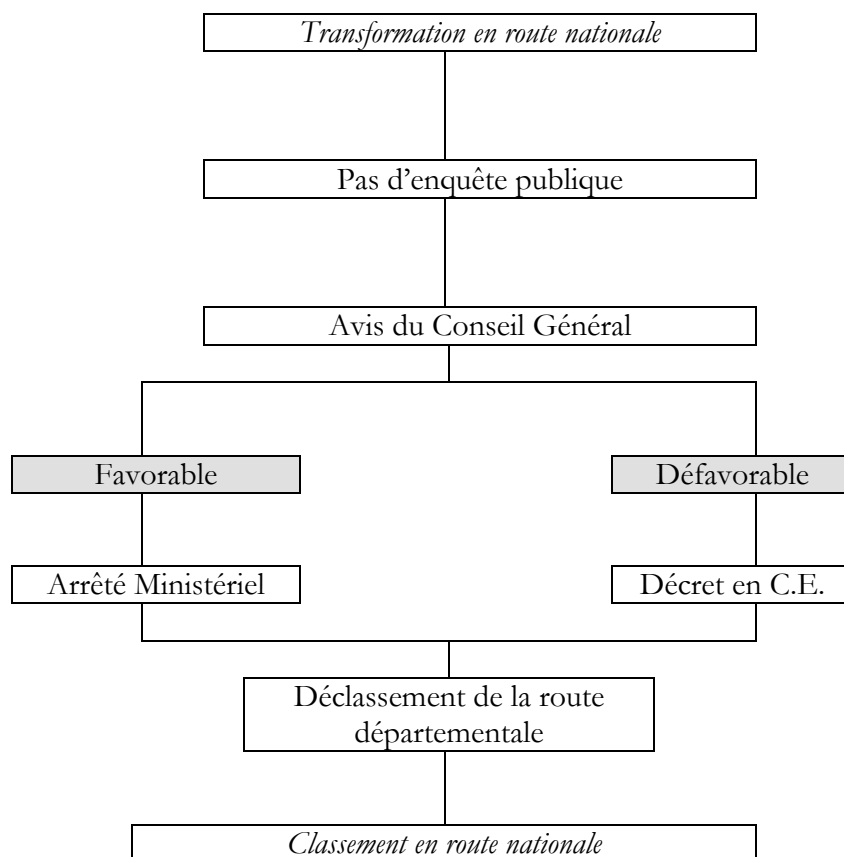 Transformation en route nationale
Pas d'enquête publique
Avis du Conseil Général
Favorable
Défavorable
Arrêté Ministériel
Décret en C.E.
Déclassement de la route
départementale
Classement en route nationale